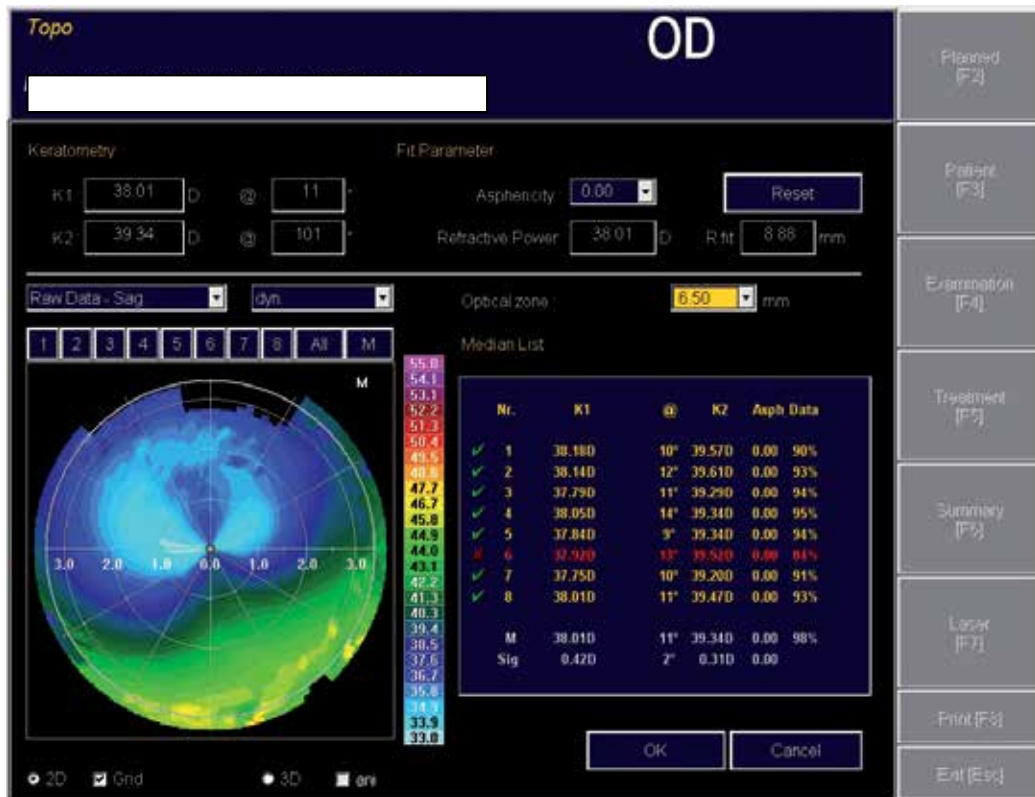 Topo
OD
Planned [F2]
Keratometry
Fit Parameter
K1 38.01 D @ 11 °
Asphericity 0.00
Reset
K2 39.34 D @ 101 °
Refractive Power 38.01 D R fit 8.88 mm
Patient [F3]
Raw Data - Sag
dyn.
Optical zone 6.50 mm
Examination [F4]
1 2 3 4 5 6 7 8 All M
Median List
M
55.0
54.1
53.1
52.2
51.3
50.4
49.5
48.6
47.7
46.7
45.8
44.9
44.0
43.1
42.2
41.3
40.3
39.4
38.5
37.6
36.7
35.8
34.9
33.9
33.0
3.0 2.0 1.0 0.0 1.0 2.0 3.0
Nr. K1 @ K2 Asph Data
1 38.18D 10° 39.57D 0.00 90%
2 38.14D 12° 39.61D 0.00 93%
3 37.79D 11° 39.29D 0.00 94%
4 38.05D 14° 39.34D 0.00 95%
5 37.84D 9° 39.34D 0.00 94%
6 37.92D 13° 39.52D 0.00 84%
7 37.75D 10° 39.20D 0.00 91%
8 38.01D 11° 39.47D 0.00 93%
M 38.01D 11° 39.34D 0.00 98%
Sig 0.42D 2° 0.31D 0.00
Treatment [F5]
Summary [F6]
Laser [F7]
Print [F8]
OK
Cancel
2D Grid 3D
Exit [Esc]